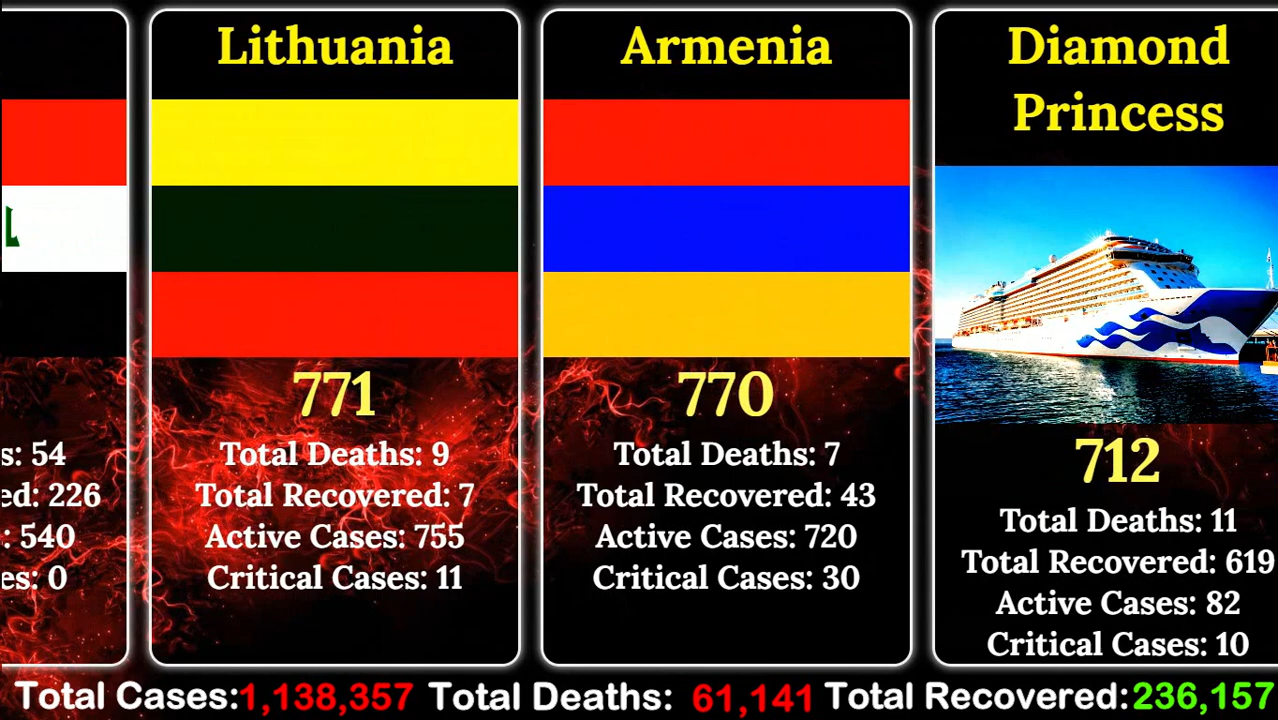 s: 54
ed: 226
: 540
es: 0
Lithuania
771
Total Deaths: 9
Total Recovered: 7
Active Cases: 755
Critical Cases: 11
Armenia
770
Total Deaths: 7
Total Recovered: 43
Active Cases: 720
Critical Cases: 30
Diamond
Princess
712
Total Deaths: 11
Total Recovered: 619
Active Cases: 82
Critical Cases: 10
Total Cases:1,138,357 Total Deaths: 61,141 Total Recovered:236,157